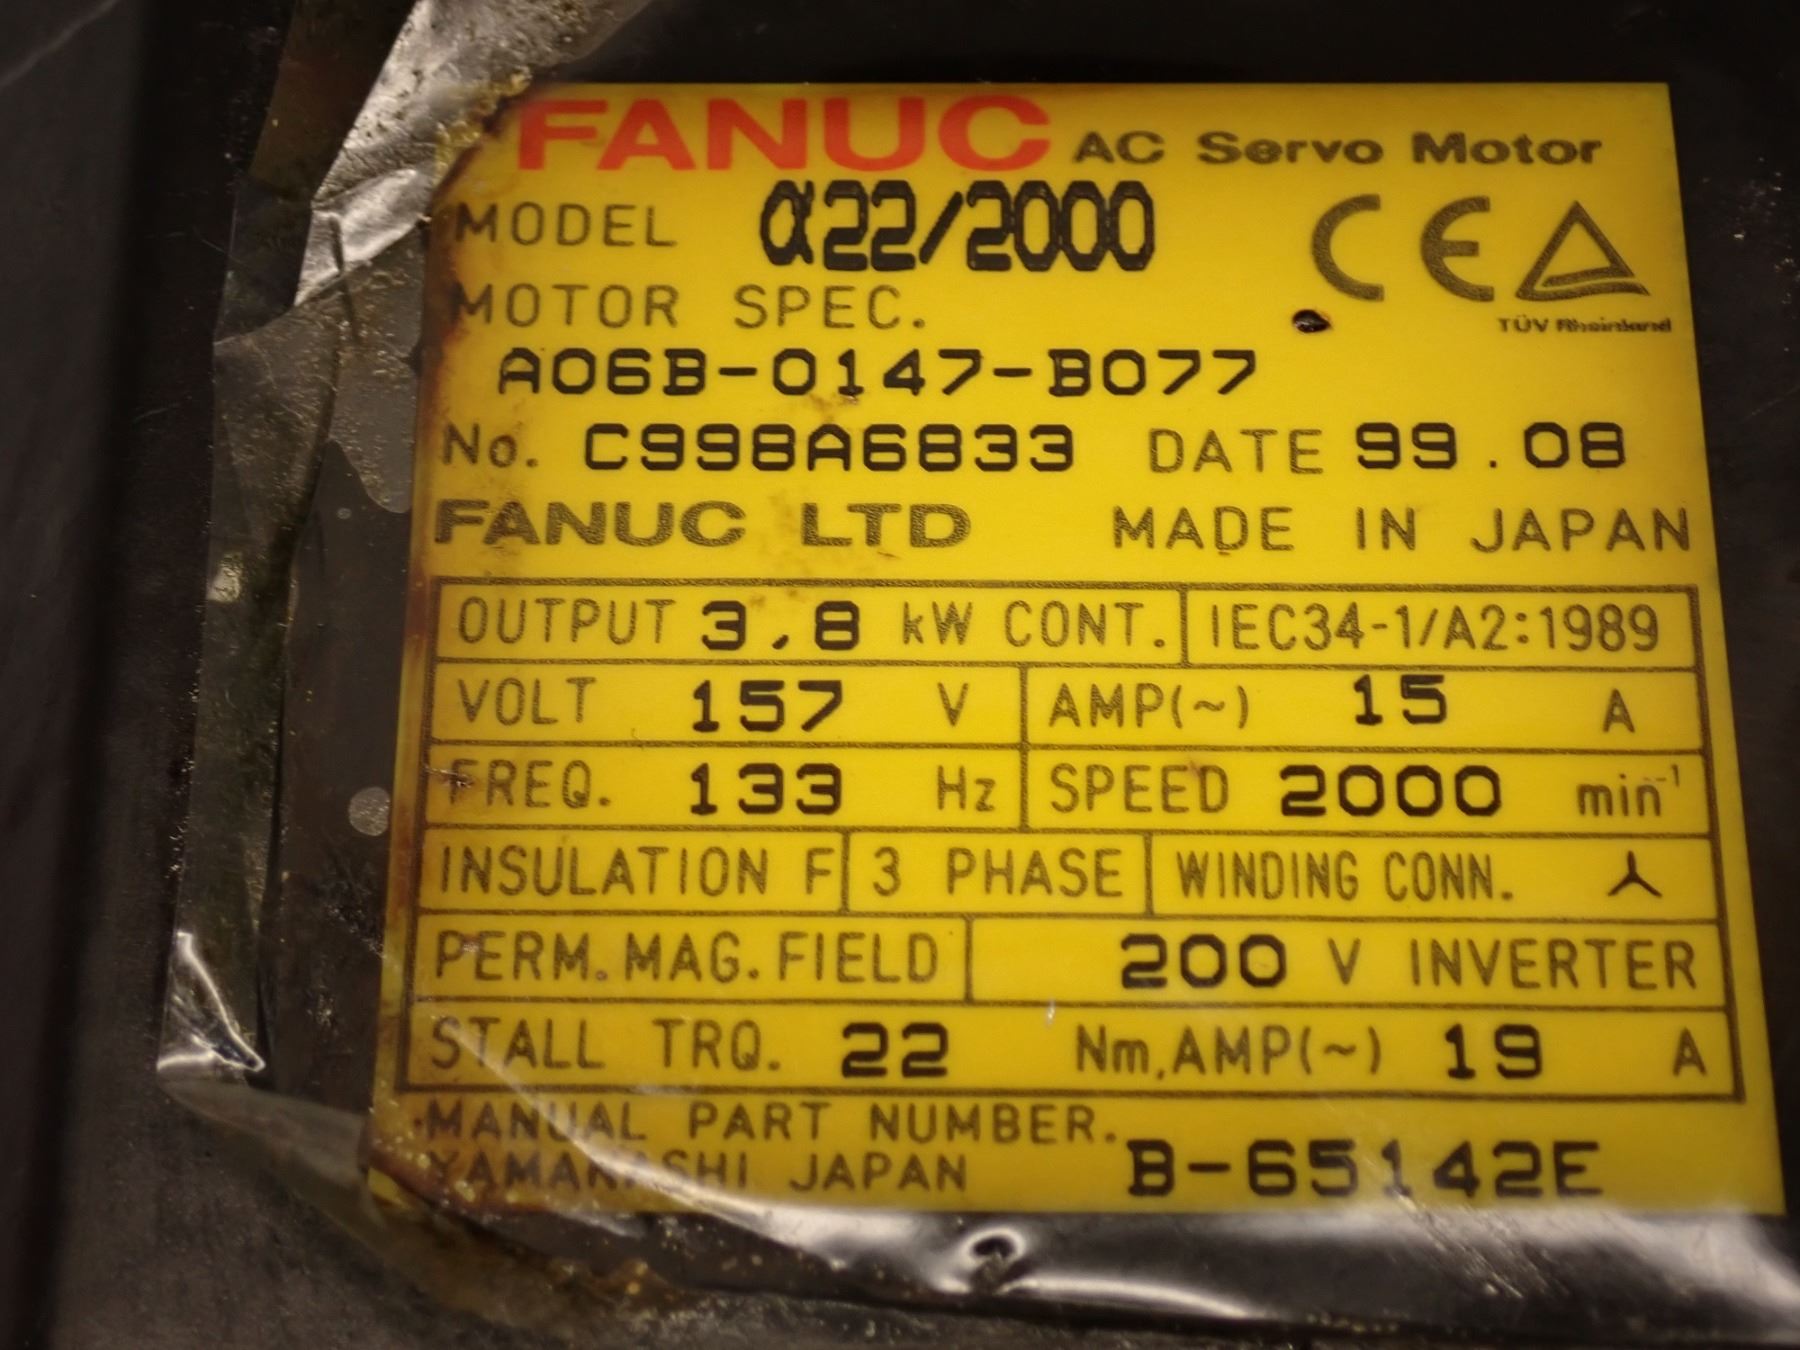 FANUC AC Servo Motor
MODEL α22/2000
CE
TÜV Rheinland
MOTOR SPEC.
A06B-0147-B077
No. C998A6833 DATE 99.08
FANUC LTD MADE IN JAPAN
OUTPUT 3.8 kW CONT. IEC34-1/A2:1989
VOLT 157 V AMP(~) 15 A
FREQ. 133 Hz SPEED 2000 min⁻¹
INSULATION F 3 PHASE WINDING CONN.
PERM. MAG. FIELD 200 V INVERTER
STALL TRQ. 22 Nm, AMP(~) 19 A
MANUAL PART NUMBER.
YAMANASHI JAPAN B-65142E